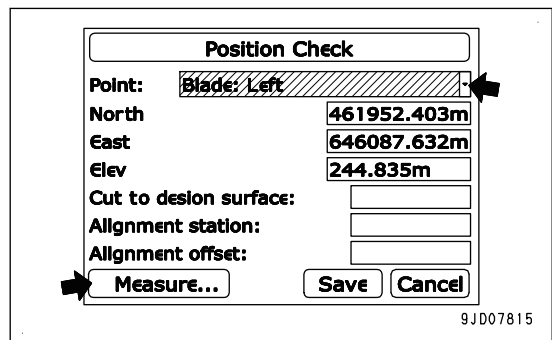 Position Check
Point: Blade: Left
North 461952.403m
East 646087.632m
Elev 244.835m
Cut to desion surface:
Alignment station:
Alignment offset:
Measure... Save Cancel
9JD07815